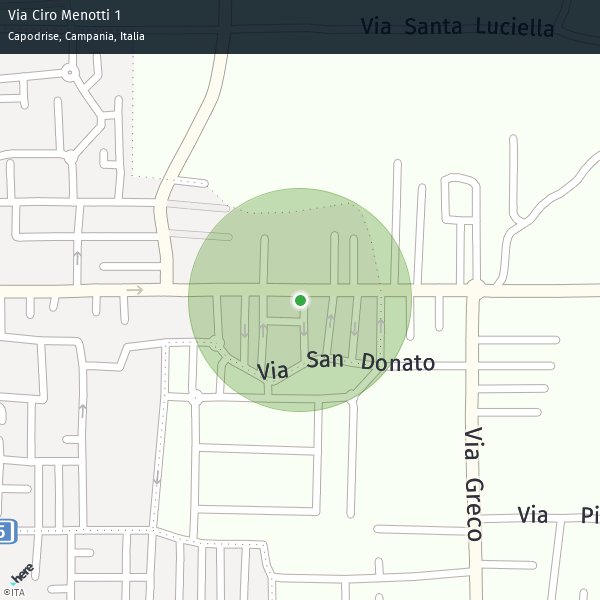 Via Ciro Menotti 1
Capodrise, Campania, Italia
Via Santa Luciella
Via San Donato
Via Greco
Via Pi
5
here
©ITA